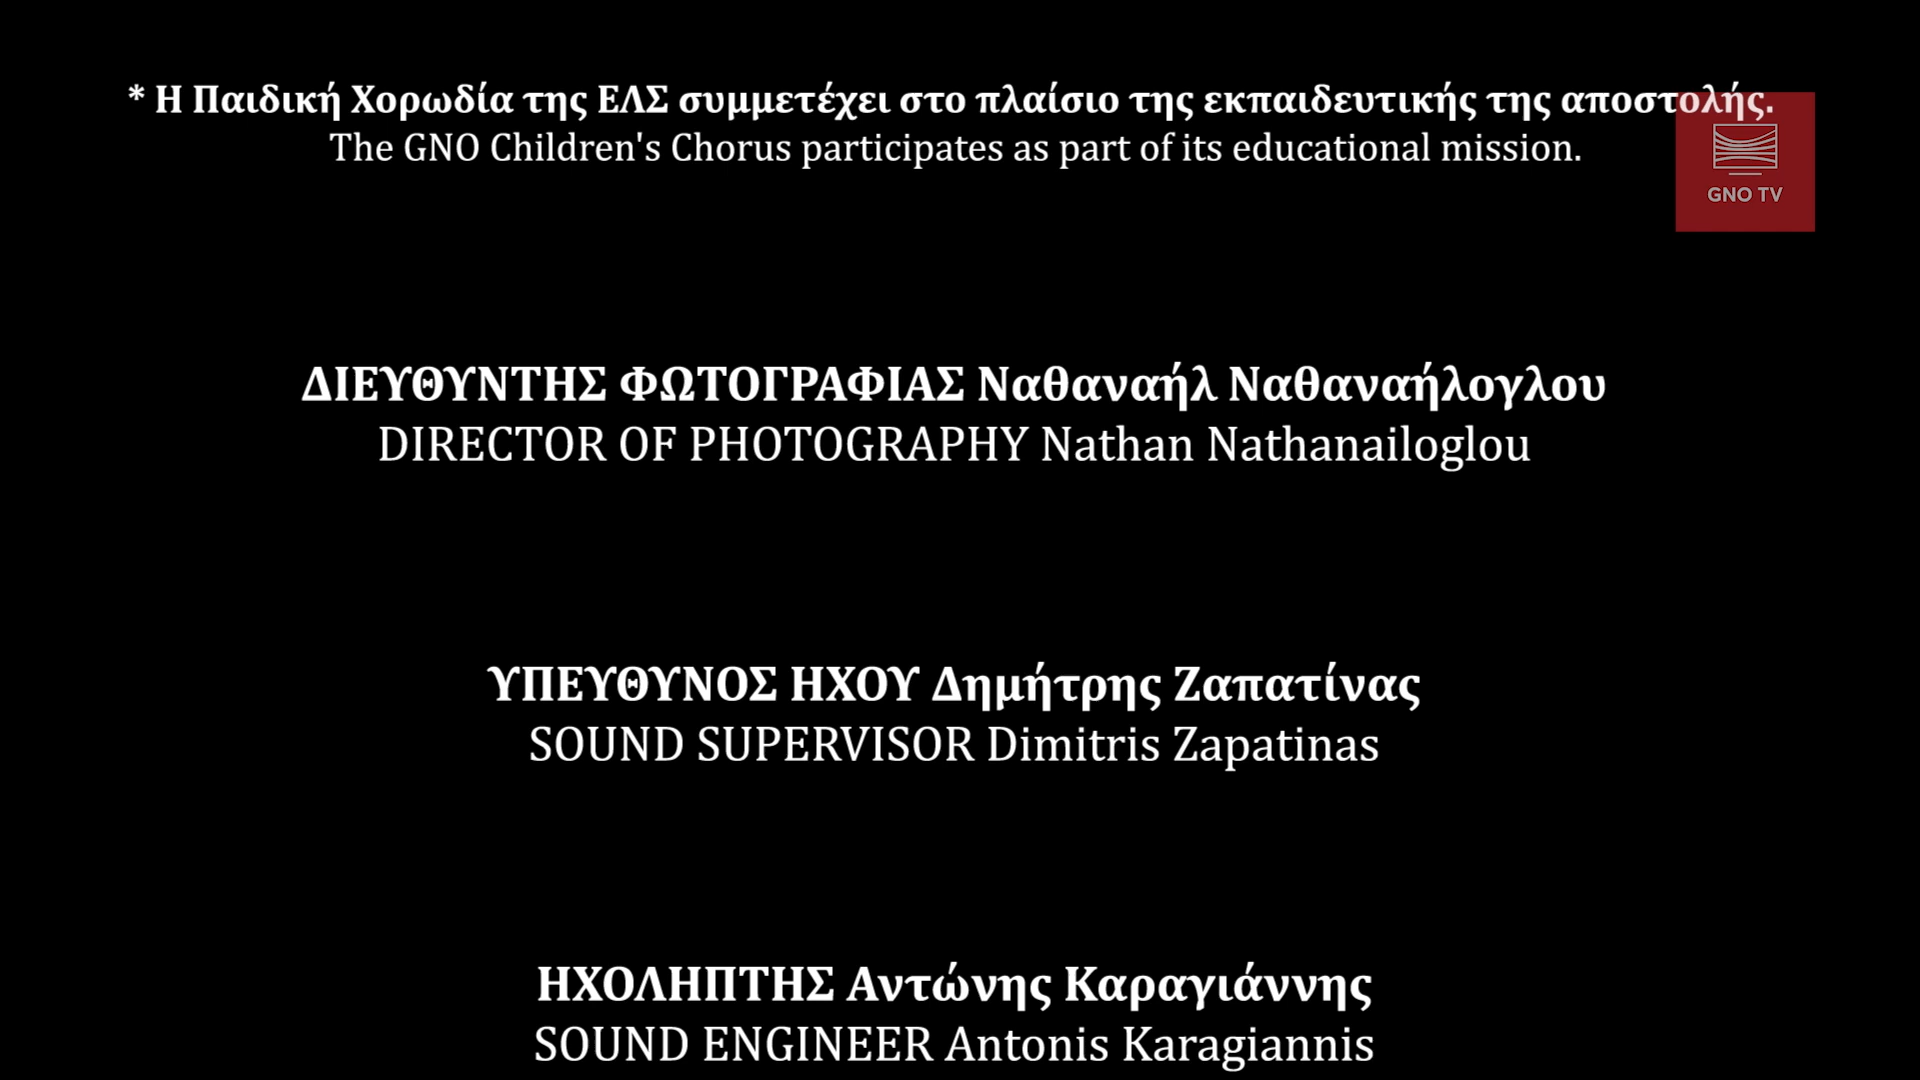 * Η Παιδική Χορωδία της ΕΛΣ συμμετέχει στο πλαίσιο της εκπαιδευτικής της αποστολής.
The GNO Children's Chorus participates as part of its educational mission.
GNO TV
ΔΙΕΥΘΥΝΤΗΣ ΦΩΤΟΓΡΑΦΙΑΣ Ναθαναήλ Ναθαναήλογλου
DIRECTOR OF PHOTOGRAPHY Nathan Nathanailoglou
ΥΠΕΥΘΥΝΟΣ ΗΧΟΥ Δημήτρης Ζαπατίνας
SOUND SUPERVISOR Dimitris Zapatinas
ΗΧΟΛΗΠΤΗΣ Αντώνης Καραγιάννης
SOUND ENGINEER Antonis Karagiannis